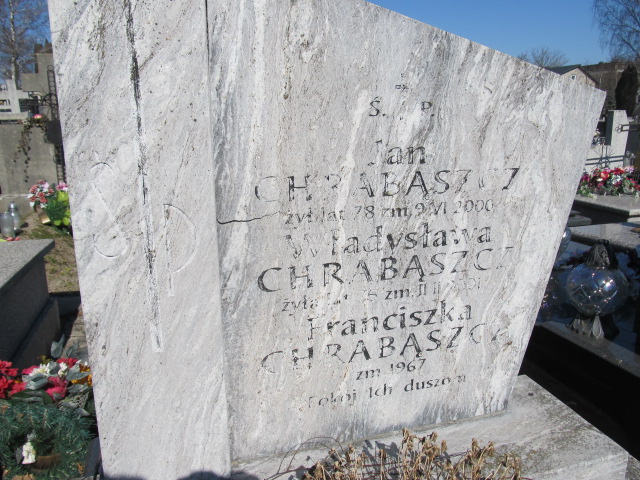 Ś. P.
Jan
CHRABĄSZCZ
żył lat 78 zm. 9 VI 2000
Władysława
CHRABĄSZCZ
żyła zm.
Franciszka
CHRABĄSZCZ
zm. 1967
Pokój Ich duszom